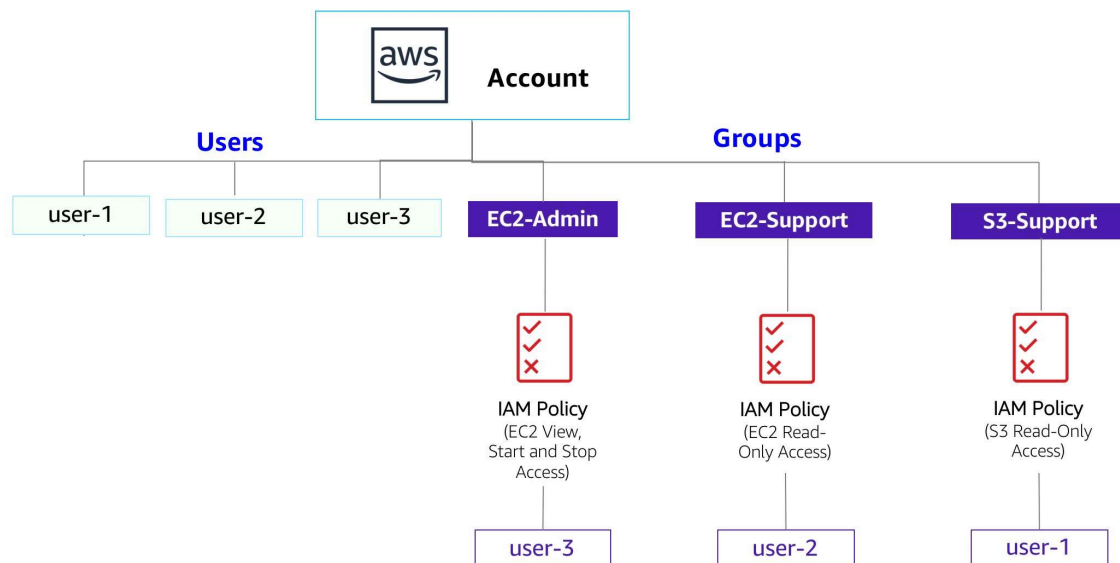 aws
Account
Users
Groups
user-1
user-2
user-3
EC2-Admin
EC2-Support
S3-Support
IAM Policy
(EC2 View,
Start and Stop
Access)
IAM Policy
(EC2 Read-
Only Access)
IAM Policy
(S3 Read-Only
Access)
user-3
user-2
user-1